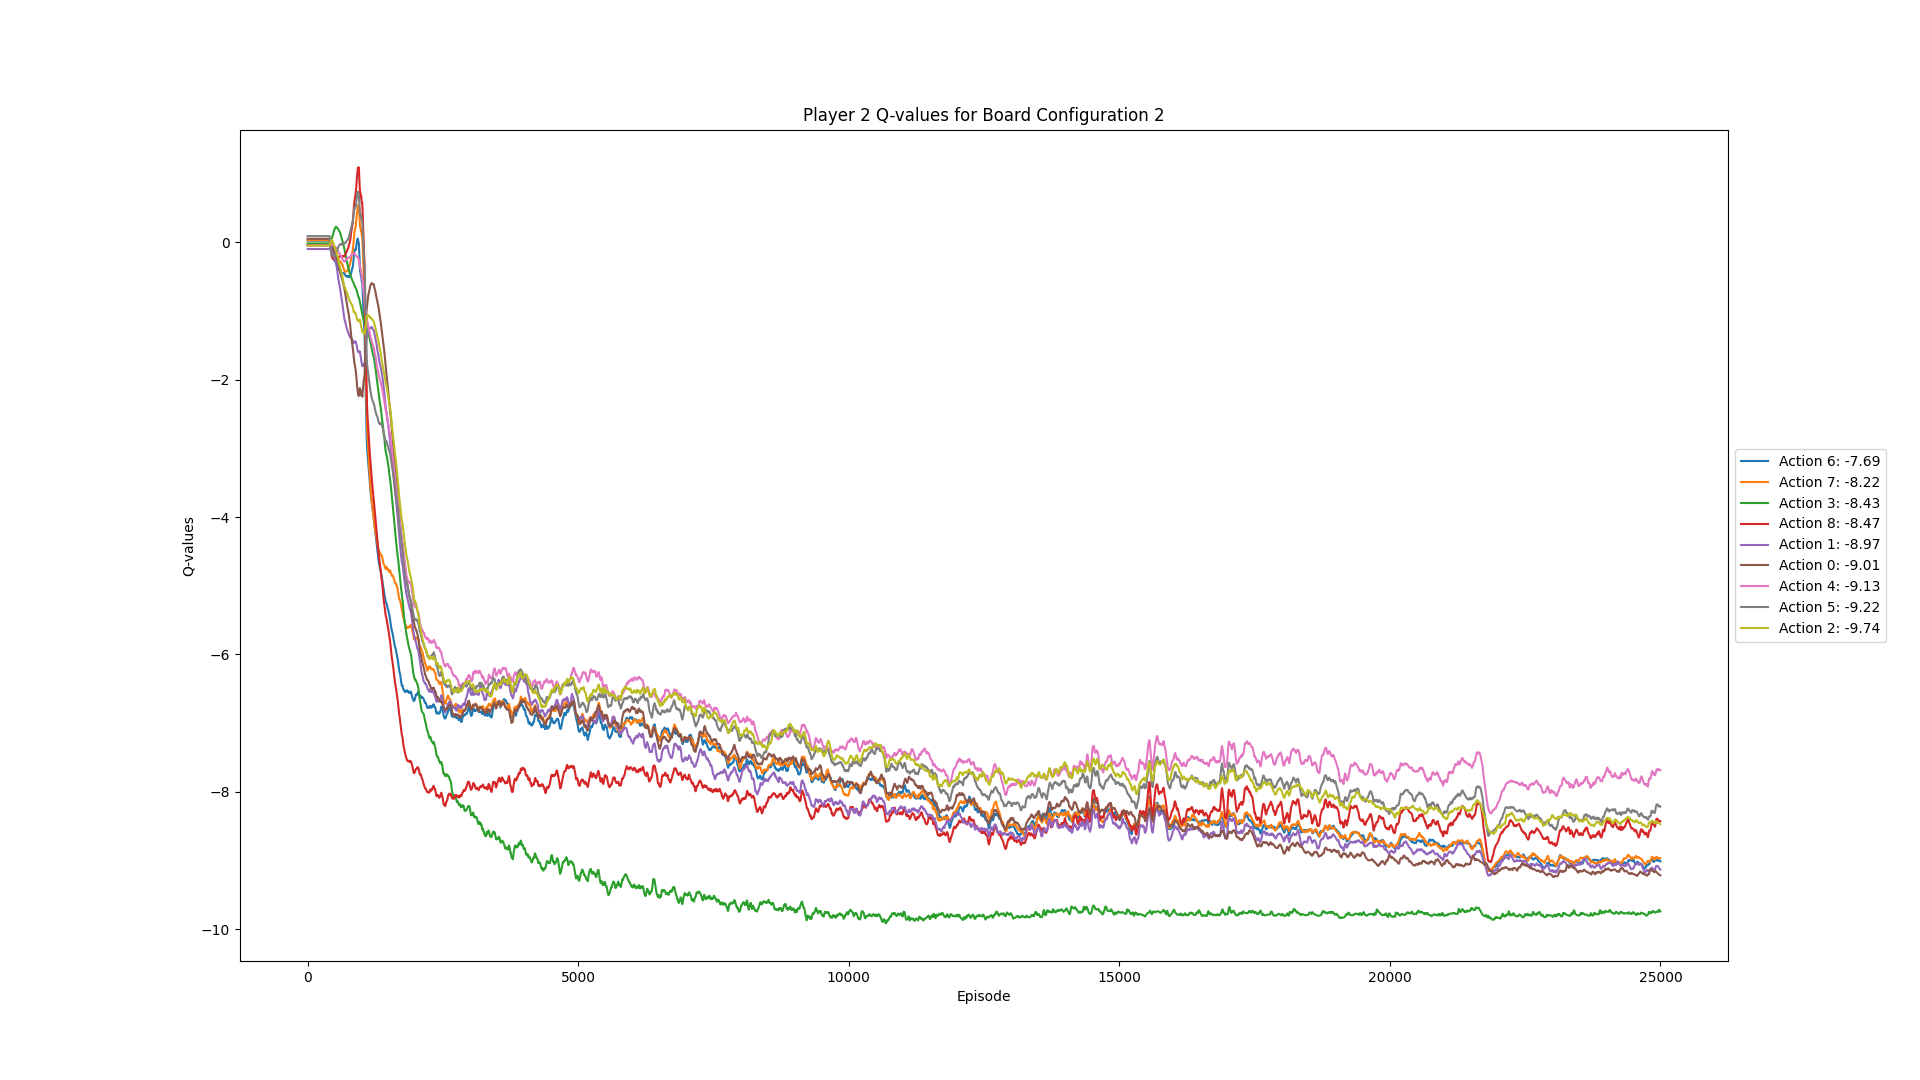 Player 2 Q-values for Board Configuration 2
Q-values
0
−2
−4
−6
−8
−10
0 5000 10000 15000 20000 25000
Episode
Action 6: -7.69
Action 7: -8.22
Action 3: -8.43
Action 8: -8.47
Action 1: -8.97
Action 0: -9.01
Action 4: -9.13
Action 5: -9.22
Action 2: -9.74